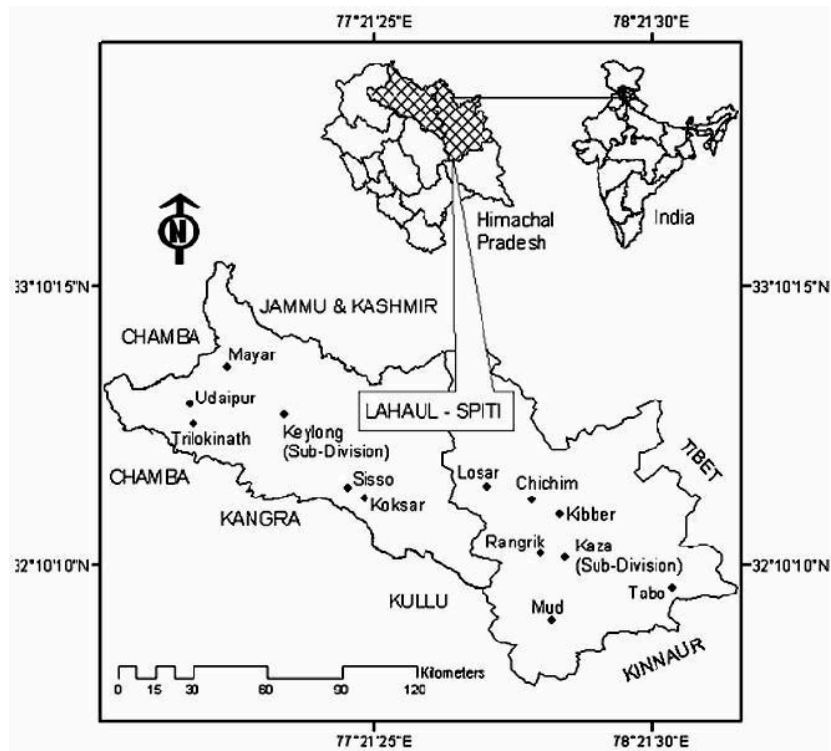 77°21'25"E 78°21'30"E
Himachal
Pradesh
India
N
33°10'15"N 33°10'15"N
JAMMU & KASHMIR
CHAMBA
Mayar
LAHAUL - SPITI
Udaipur
Keylong
(Sub-Division)
Trilokinath
TIBET
CHAMBA
Losar
Chichim
Sisso
Koksar
Kibber
KANGRA
Rangrik
Kaza
(Sub-Division)
32°10'10"N 32°10'10"N
KULLU
Tabo
Mud
KINNAUR
Kilometers
0 15 30 60 90 120
77°21'25"E 78°21'30"E